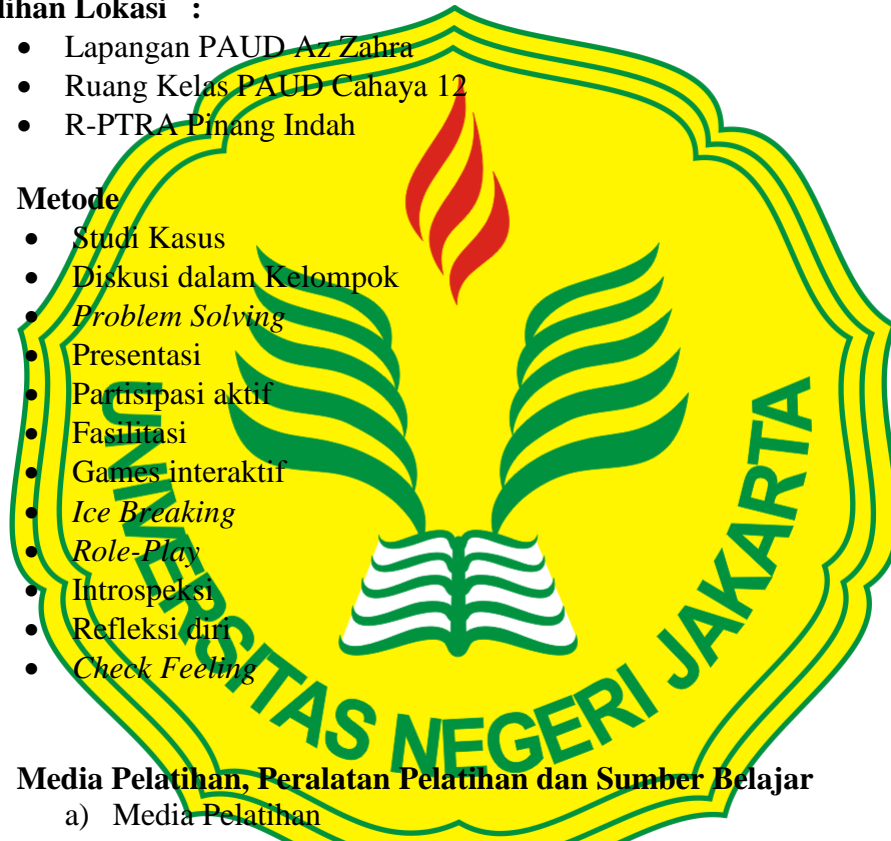 lihan Lokasi :
• Lapangan PAUD Az Zahra
• Ruang Kelas PAUD Cahaya 12
• R-PTRA Pinang Indah
Metode
• Studi Kasus
• Diskusi dalam Kelompok
• Problem Solving
• Presentasi
• Partisipasi aktif
• Fasilitasi
• Games interaktif
• Ice Breaking
• Role-Play
• Introspeksi
• Refleksi diri
• Check Feeling
Media Pelatihan, Peralatan Pelatihan dan Sumber Belajar
a) Media Pelatihan
UNIVERSITAS NEGERI JAKARTA